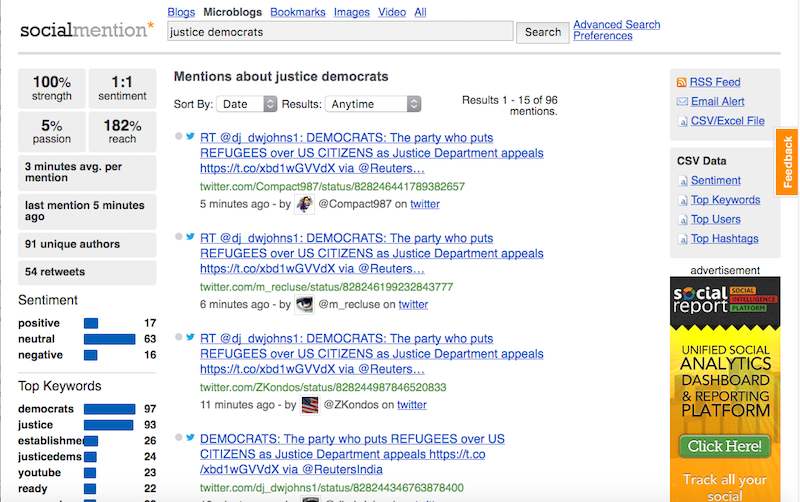 Blogs Microblogs Bookmarks Images Video All
socialmention*
justice democrats
Search
Advanced Search
Preferences
100%
strength
1:1
sentiment
5%
passion
182%
reach
3 minutes avg. per
mention
last mention 5 minutes
ago
91 unique authors
54 retweets
Sentiment
positive 17
neutral 63
negative 16
Top Keywords
democrats 97
justice 93
establishme 26
justicedems 24
youtube 23
ready 22
Mentions about justice democrats
Sort By: Date Results: Anytime
Results 1 - 15 of 96
mentions.
RT @dj_dwjohns1: DEMOCRATS: The party who puts
REFUGEES over US CITIZENS as Justice Department appeals
https://t.co/xbd1wGVVdX via @Reuters…
twitter.com/Compact987/status/828246441789382657
5 minutes ago - by @Compact987 on twitter
RT @dj_dwjohns1: DEMOCRATS: The party who puts
REFUGEES over US CITIZENS as Justice Department appeals
https://t.co/xbd1wGVVdX via @Reuters…
twitter.com/m_recluse/status/828246199232843777
6 minutes ago - by @m_recluse on twitter
RT @dj_dwjohns1: DEMOCRATS: The party who puts
REFUGEES over US CITIZENS as Justice Department appeals
https://t.co/xbd1wGVVdX via @Reuters…
twitter.com/ZKondos/status/828244987846520833
11 minutes ago - by @ZKondos on twitter
DEMOCRATS: The party who puts REFUGEES over US
CITIZENS as Justice Department appeals https://t.co
/xbd1wGVVdX via @ReutersIndia
twitter.com/dj_dwjohns1/status/828244346763878400
RSS Feed
Email Alert
CSV/Excel File
CSV Data
Sentiment
Top Keywords
Top Users
Top Hashtags
Feedback
advertisement
social
report
SOCIAL
INTELLIGENCE
PLATFORM
UNIFIED SOCIAL
ANALYTICS
DASHBOARD
& REPORTING
PLATFORM
Click Here!
Track all your
social